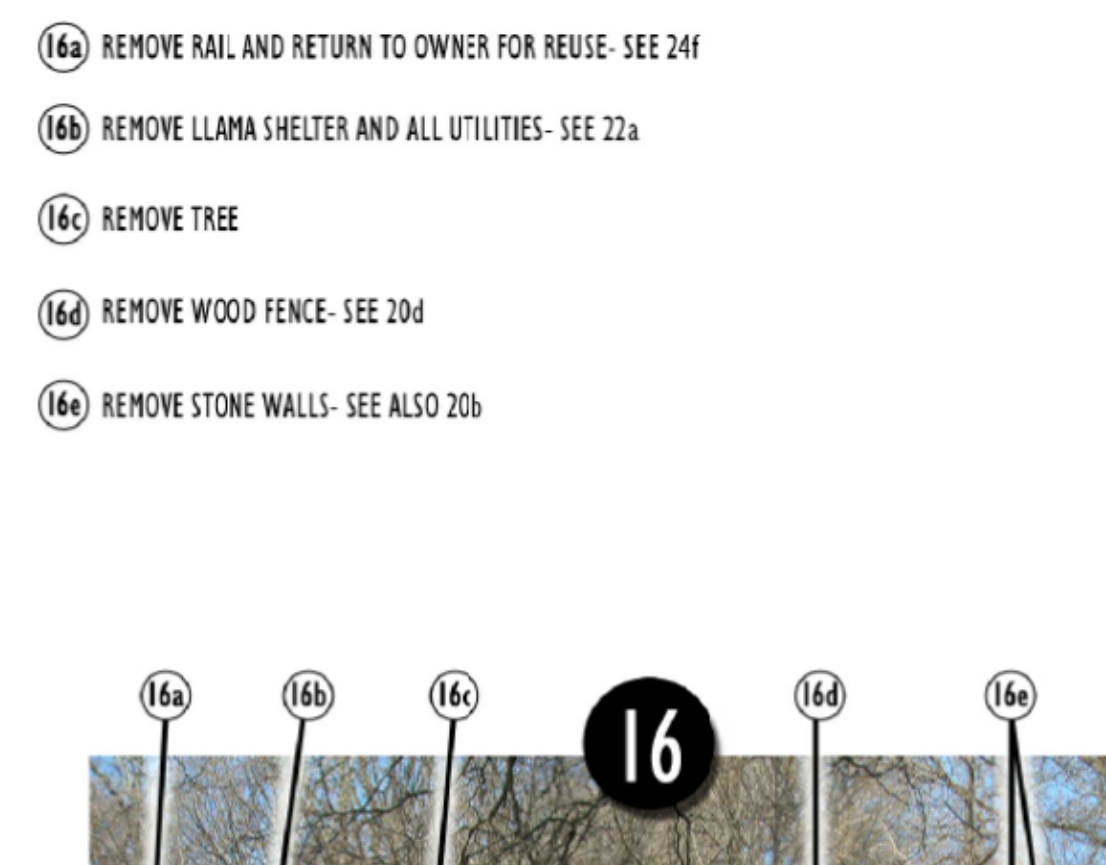 16a REMOVE RAIL AND RETURN TO OWNER FOR REUSE- SEE 24f
16b REMOVE LLAMA SHELTER AND ALL UTILITIES- SEE 22a
16c REMOVE TREE
16d REMOVE WOOD FENCE- SEE 20d
16e REMOVE STONE WALLS- SEE ALSO 20b
16a 16b 16c 16 16d 16e